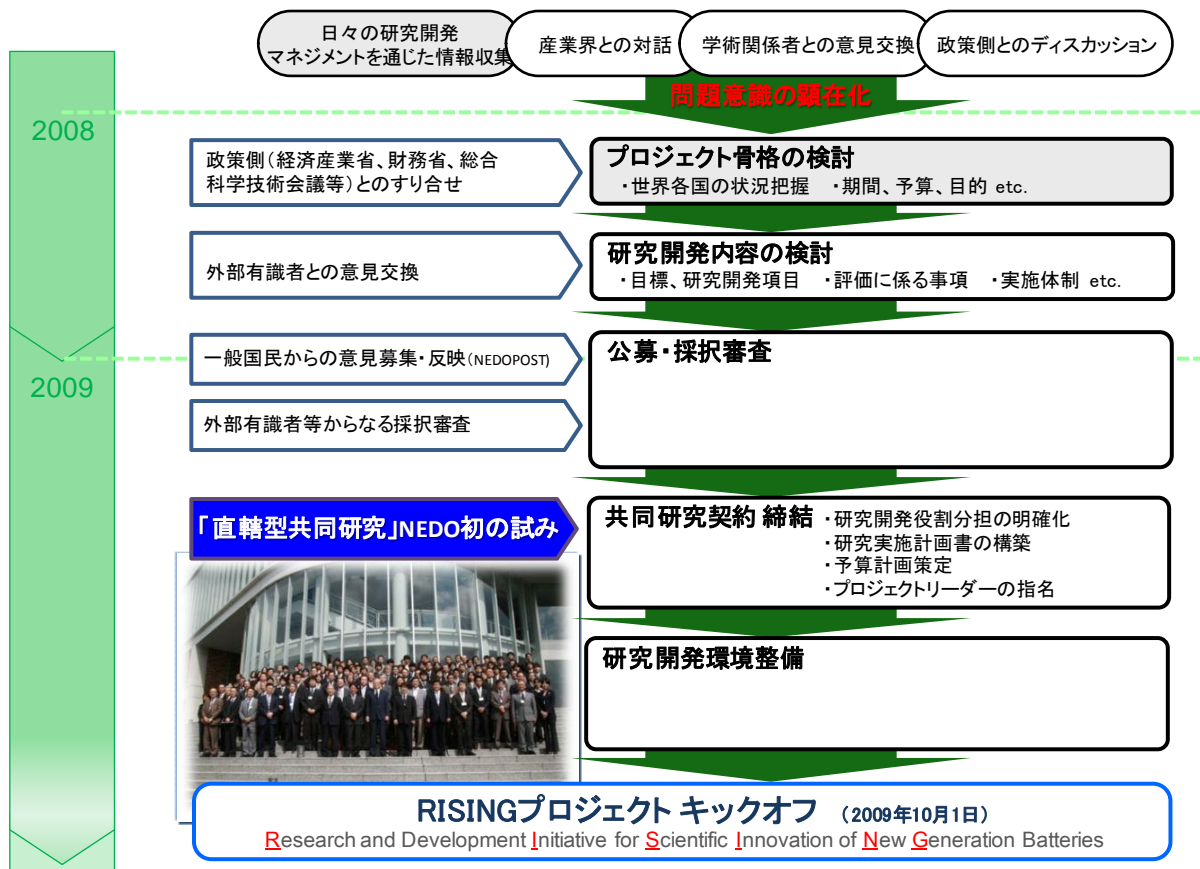 日々の研究開発
マネジメントを通じた情報収集
産業界との対話
学術関係者との意見交換
政策側とのディスカッション
問題意識の顕在化
2008
政策側(経済産業省、財務省、総合
科学技術会議等)とのすり合せ
プロジェクト骨格の検討
・世界各国の状況把握 ・期間、予算、目的 etc.
外部有識者との意見交換
研究開発内容の検討
・目標、研究開発項目 ・評価に係る事項 ・実施体制 etc.
2009
一般国民からの意見募集・反映(NEDOPOST)
外部有識者等からなる採択審査
公募・採択審査
「直轄型共同研究」NEDO初の試み
共同研究契約 締結
・研究開発役割分担の明確化
・研究実施計画書の構築
・予算計画策定
・プロジェクトリーダーの指名
研究開発環境整備
RISINGプロジェクト キックオフ (2009年10月1日)
Research and Development Initiative for Scientific Innovation of New Generation Batteries